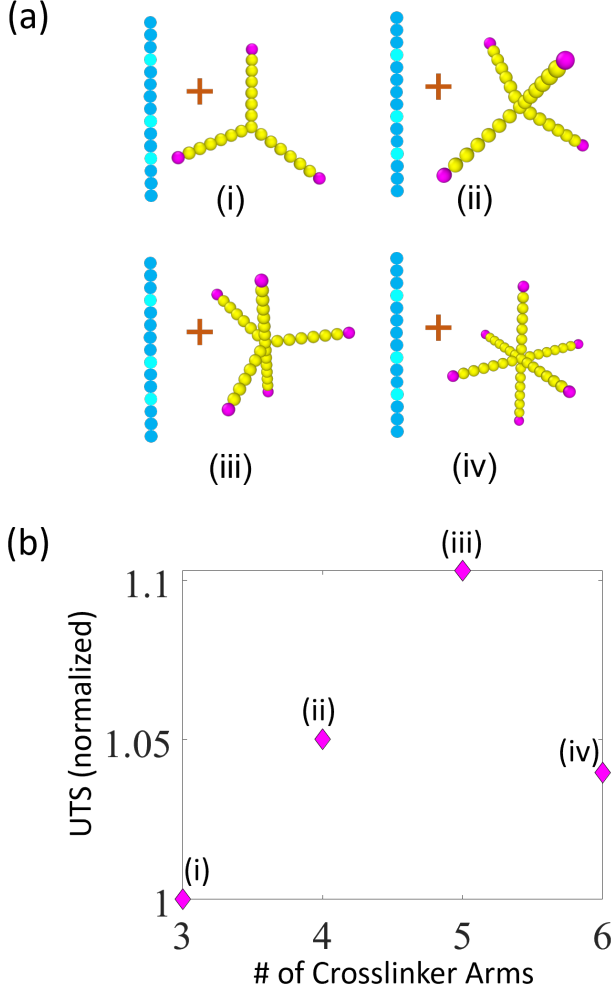 (a)
+
+
(i)
(ii)
+
+
(iii)
(iv)
(b)
(iii)
1.1
(ii)
1.05
(iv)
UTS (normalized)
(i)
1
3 4 5 6
# of Crosslinker Arms